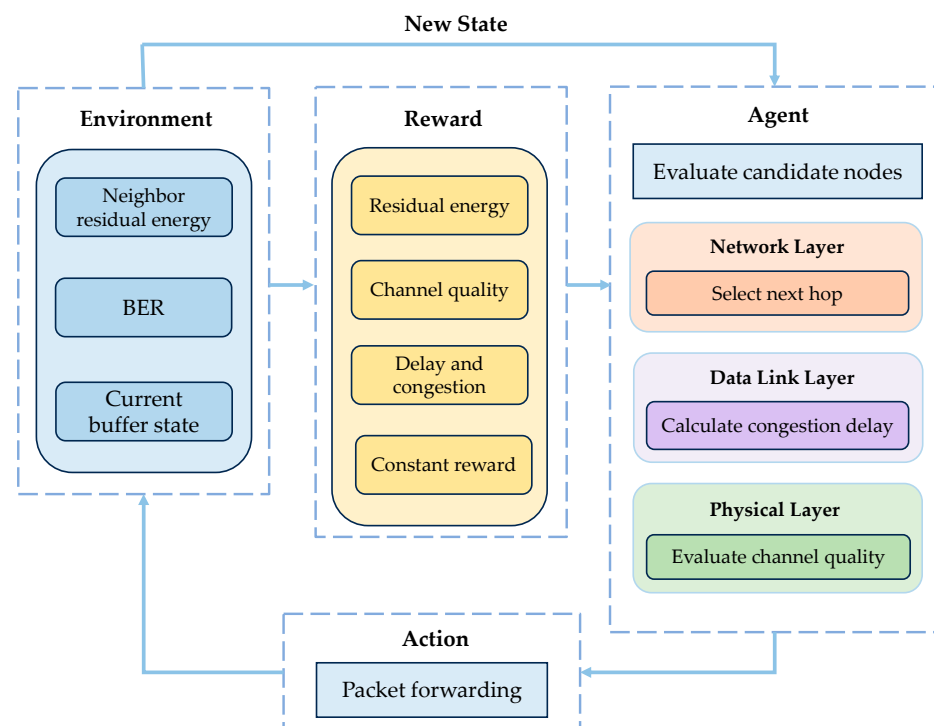 New State
Environment
Neighbor
residual energy
BER
Current
buffer state
Reward
Residual energy
Channel quality
Delay and
congestion
Constant reward
Agent
Evaluate candidate nodes
Network Layer
Select next hop
Data Link Layer
Calculate congestion delay
Physical Layer
Evaluate channel quality
Action
Packet forwarding